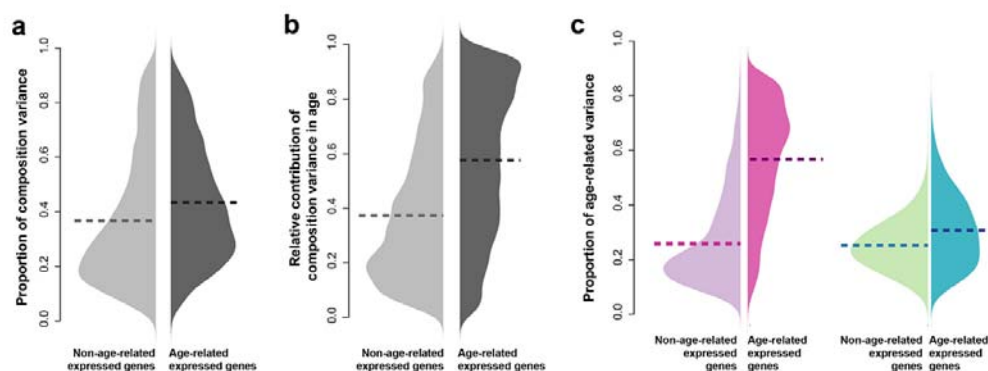 a
Proportion of composition variance
1.0
0.8
0.6
0.4
0.2
0.0
Non-age-related
expressed genes
Age-related
expressed genes
b
Relative contribution of
composition variance in age
1.0
0.8
0.6
0.4
0.2
0.0
Non-age-related
expressed genes
Age-related
expressed genes
c
Proportion of age-related variance
1.0
0.8
0.6
0.4
0.2
0.0
Non-age-related
expressed
genes
Age-related
expressed
genes
Non-age-related
expressed
genes
Age-related
expressed
genes